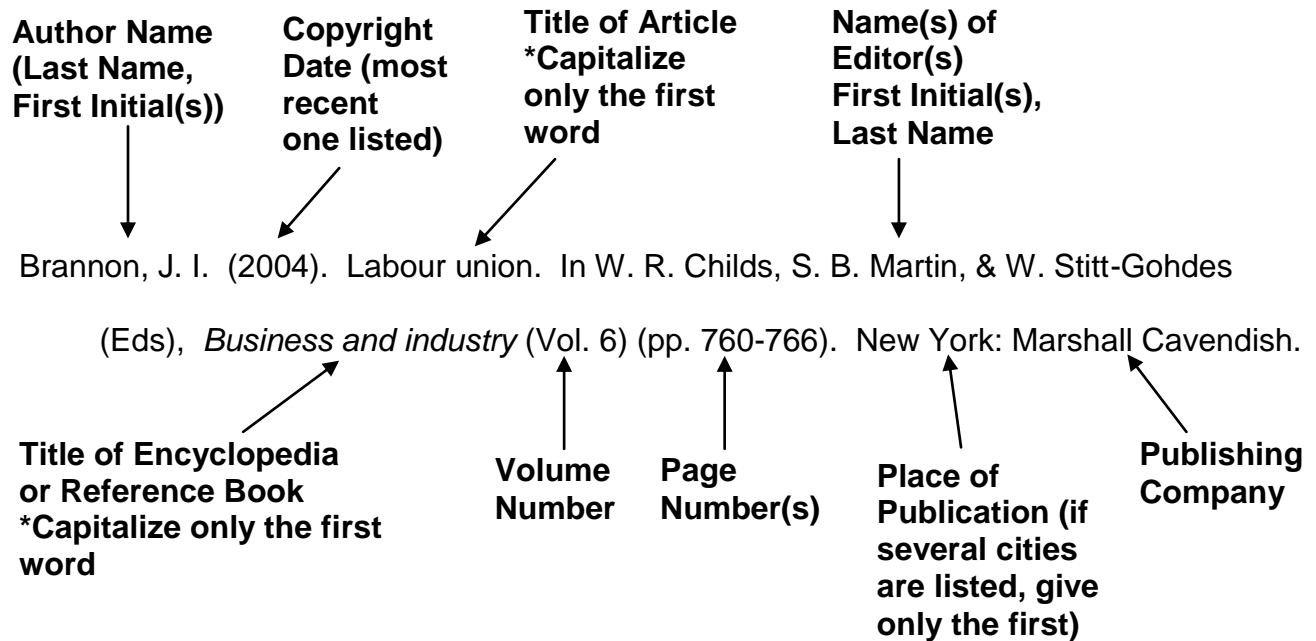 Author Name
(Last Name,
First Initial(s))
Copyright
Date (most
recent
one listed)
Title of Article
*Capitalize
only the first
word
Name(s) of
Editor(s)
First Initial(s),
Last Name
Brannon, J. I. (2004). Labour union. In W. R. Childs, S. B. Martin, & W. Stitt-Gohdes
(Eds), Business and industry (Vol. 6) (pp. 760-766). New York: Marshall Cavendish.
Title of Encyclopedia
or Reference Book
*Capitalize only the first
word
Volume
Number
Page
Number(s)
Place of
Publication (if
several cities
are listed, give
only the first)
Publishing
Company